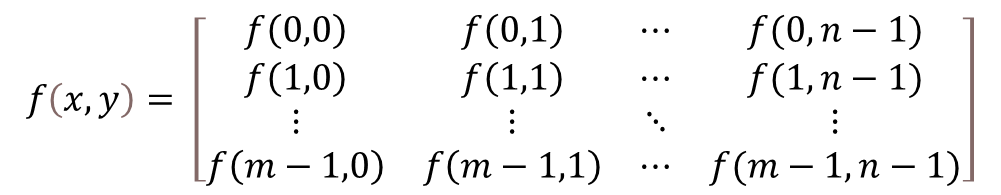 f(x, y) = [ f(0,0) f(0,1) ⋯ f(0, n − 1)
f(1,0) f(1,1) ⋯ f(1, n − 1)
⋮ ⋮ ⋱ ⋮
f(m − 1,0) f(m − 1,1) ⋯ f(m − 1, n − 1) ]